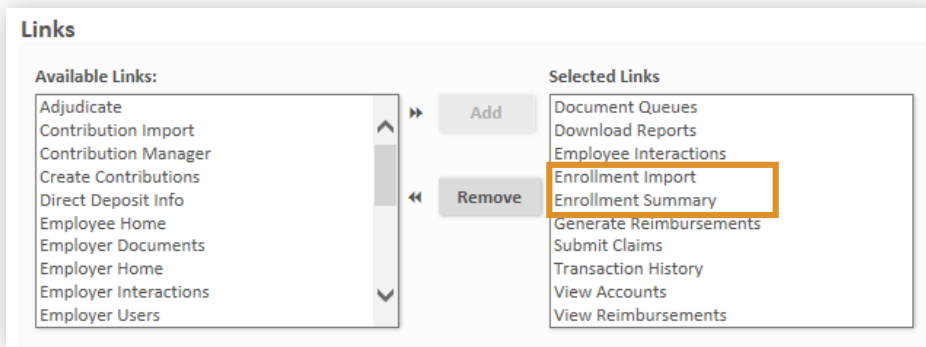 Links
Available Links:
Adjudicate
Contribution Import
Contribution Manager
Create Contributions
Direct Deposit Info
Employee Home
Employer Documents
Employer Home
Employer Interactions
Employer Users
Add
Remove
Selected Links
Document Queues
Download Reports
Employee Interactions
Enrollment Import
Enrollment Summary
Generate Reimbursements
Submit Claims
Transaction History
View Accounts
View Reimbursements